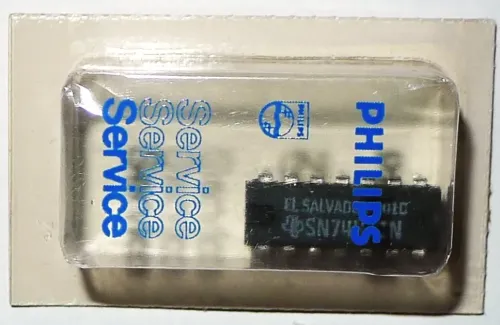 Service
Service
Service
PHILIPS
EL SALVADOR
SN74
N